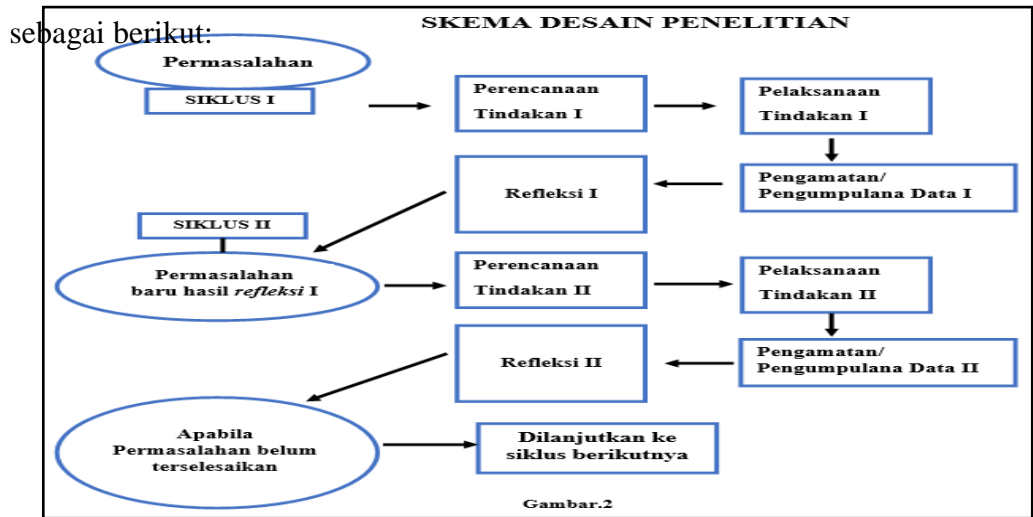 SKEMA DESAIN PENELITIAN
sebagai berikut:
Permasalahan
SIKLUS I
Perencanaan
Tindakan I
Pelaksanaan
Tindakan I
Pengamatan/
Pengumpulana Data I
Refleksi I
SIKLUS II
Permasalahan
baru hasil refleksi I
Perencanaan
Tindakan II
Pelaksanaan
Tindakan II
Pengamatan/
Pengumpulana Data II
Refleksi II
Apabila
Permasalahan belum
terselesaikan
Dilanjutkan ke
siklus berikutnya
Gambar.2